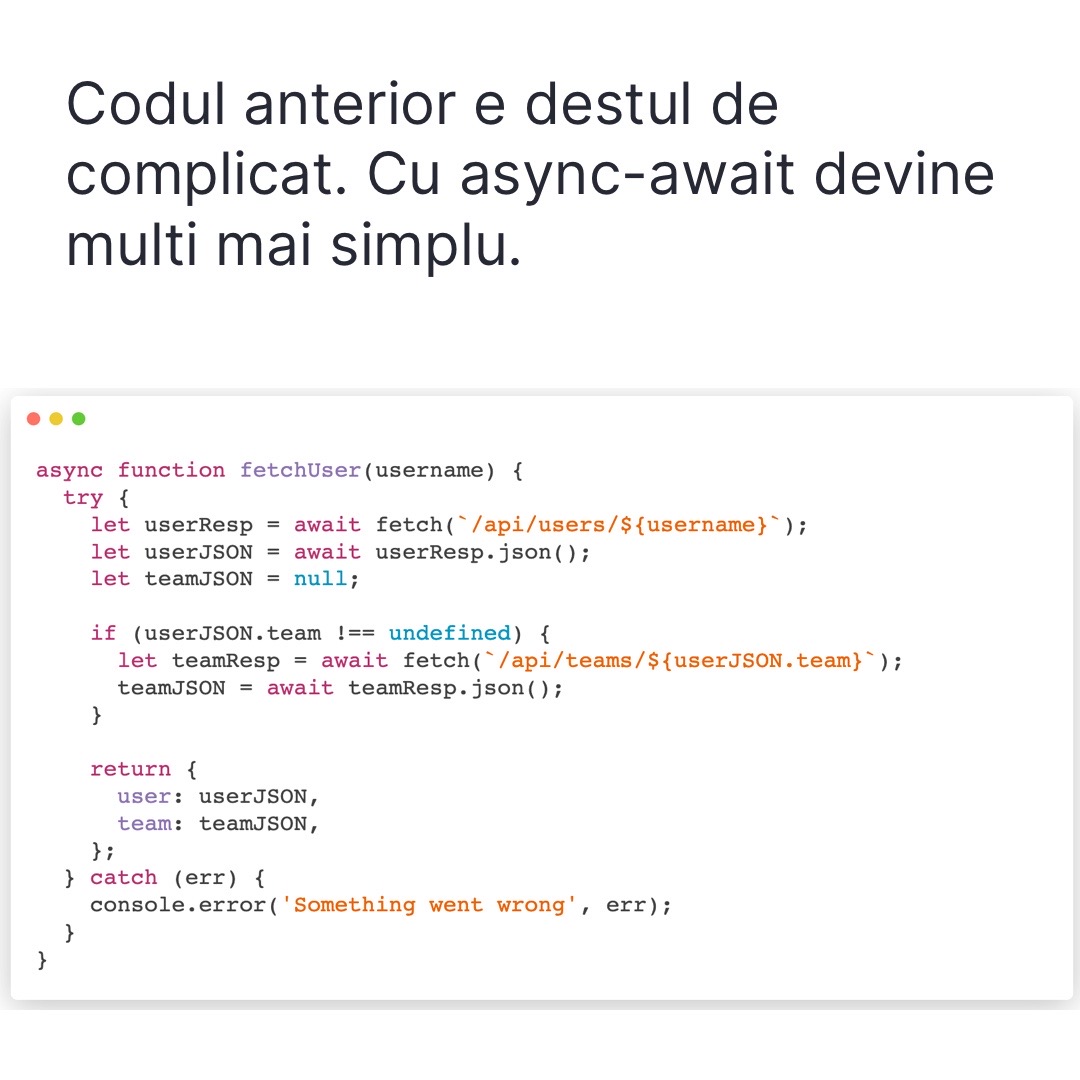 Codul anterior e destul de
complicat. Cu async-await devine
multi mai simplu.
async function fetchUser(username) {
  try {
    let userResp = await fetch(`/api/users/${username}`);
    let userJSON = await userResp.json();
    let teamJSON = null;

    if (userJSON.team !== undefined) {
      let teamResp = await fetch(`/api/teams/${userJSON.team}`);
      teamJSON = await teamResp.json();
    }

    return {
      user: userJSON,
      team: teamJSON,
    };
  } catch (err) {
    console.error('Something went wrong', err);
  }
}